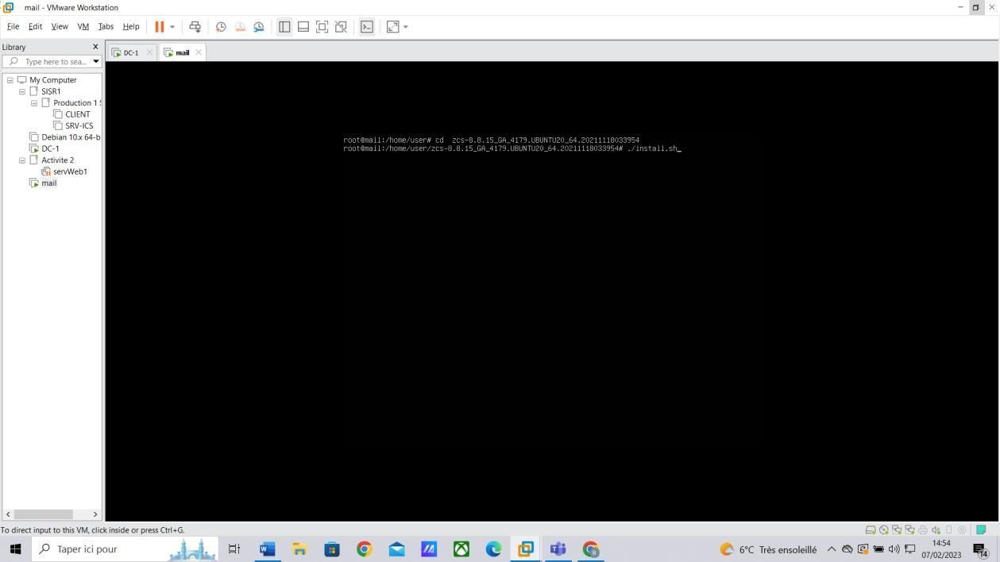 mail - VMware Workstation
File Edit View VM Tabs Help
Library
Type here to sea...
DC-1
mail
My Computer
SISR1
Production 1
CLIENT
SRV-ICS
Debian 10.x 64-b
DC-1
Activite 2
servWeb1
mail
root@mail:/home/user# cd  zcs-8.8.15_GA_4179.UBUNTU20_64.20211118033954
root@mail:/home/user/zcs-8.8.15_GA_4179.UBUNTU20_64.20211118033954# ./install.sh_
To direct input to this VM, click inside or press Ctrl+G.
Taper ici pour
6°C Très ensoleillé
14:54
07/02/2023
14